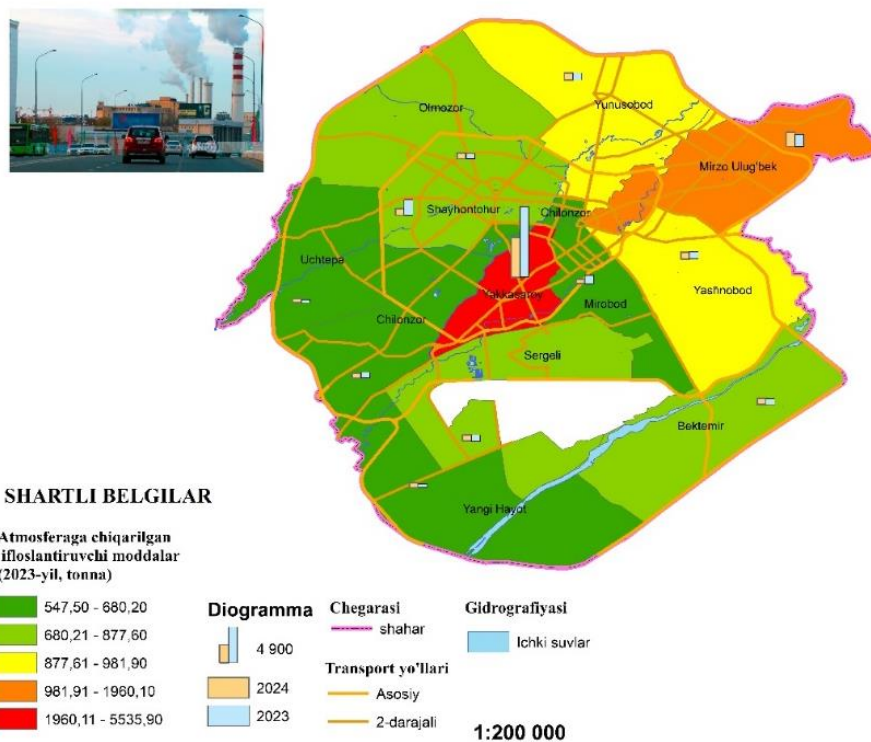 Olmozor
Yunusobod
Mirzo Ulug'bek
Shayhontohur
Chilonzor
Uchtepa
Yakkasaroy
Mirobod
Yashnobod
Chilonzor
Sergeli
Bektemir
Yangi Hayot
SHARTLI BELGILAR
Atmosferaga chiqarilgan
ifloslantiruvchi moddalar
(2023-yil, tonna)
547,50 - 680,20
680,21 - 877,60
877,61 - 981,90
981,91 - 1960,10
1960,11 - 5535,90
Diogramma
4 900
2024
2023
Chegarasi
shahar
Transport yo'llari
Asosiy
2-darajali
Gidrografiyasi
Ichki suvlar
1:200 000